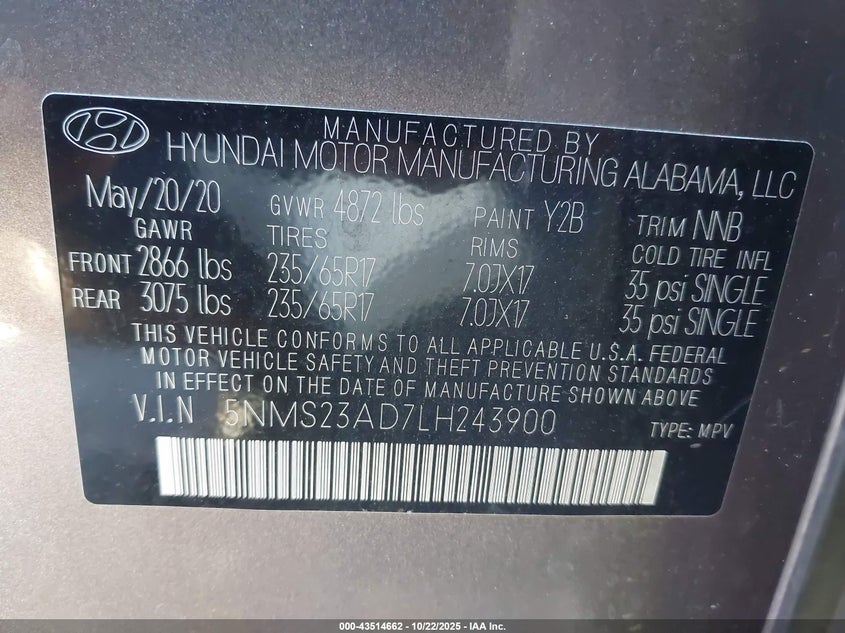 MANUFACTURED BY
HYUNDAI MOTOR MANUFACTURING ALABAMA, LLC
May/20/20 GVWR 4872 lbs PAINT Y2B TRIM NNB
GAWR TIRES RIMS COLD TIRE INFL
FRONT 2866 lbs 235/65R17 7.0JX17 35 psi SINGLE
REAR 3075 lbs 235/65R17 7.0JX17 35 psi SINGLE
THIS VEHICLE CONFORMS TO ALL APPLICABLE U.S.A. FEDERAL
MOTOR VEHICLE SAFETY AND THEFT PREVENTION STANDARDS
IN EFFECT ON THE DATE OF MANUFACTURE SHOWN ABOVE
V.I.N 5NMS23AD7LH243900 TYPE: MPV
000-43514662 - 10/22/2025 - IAA Inc.